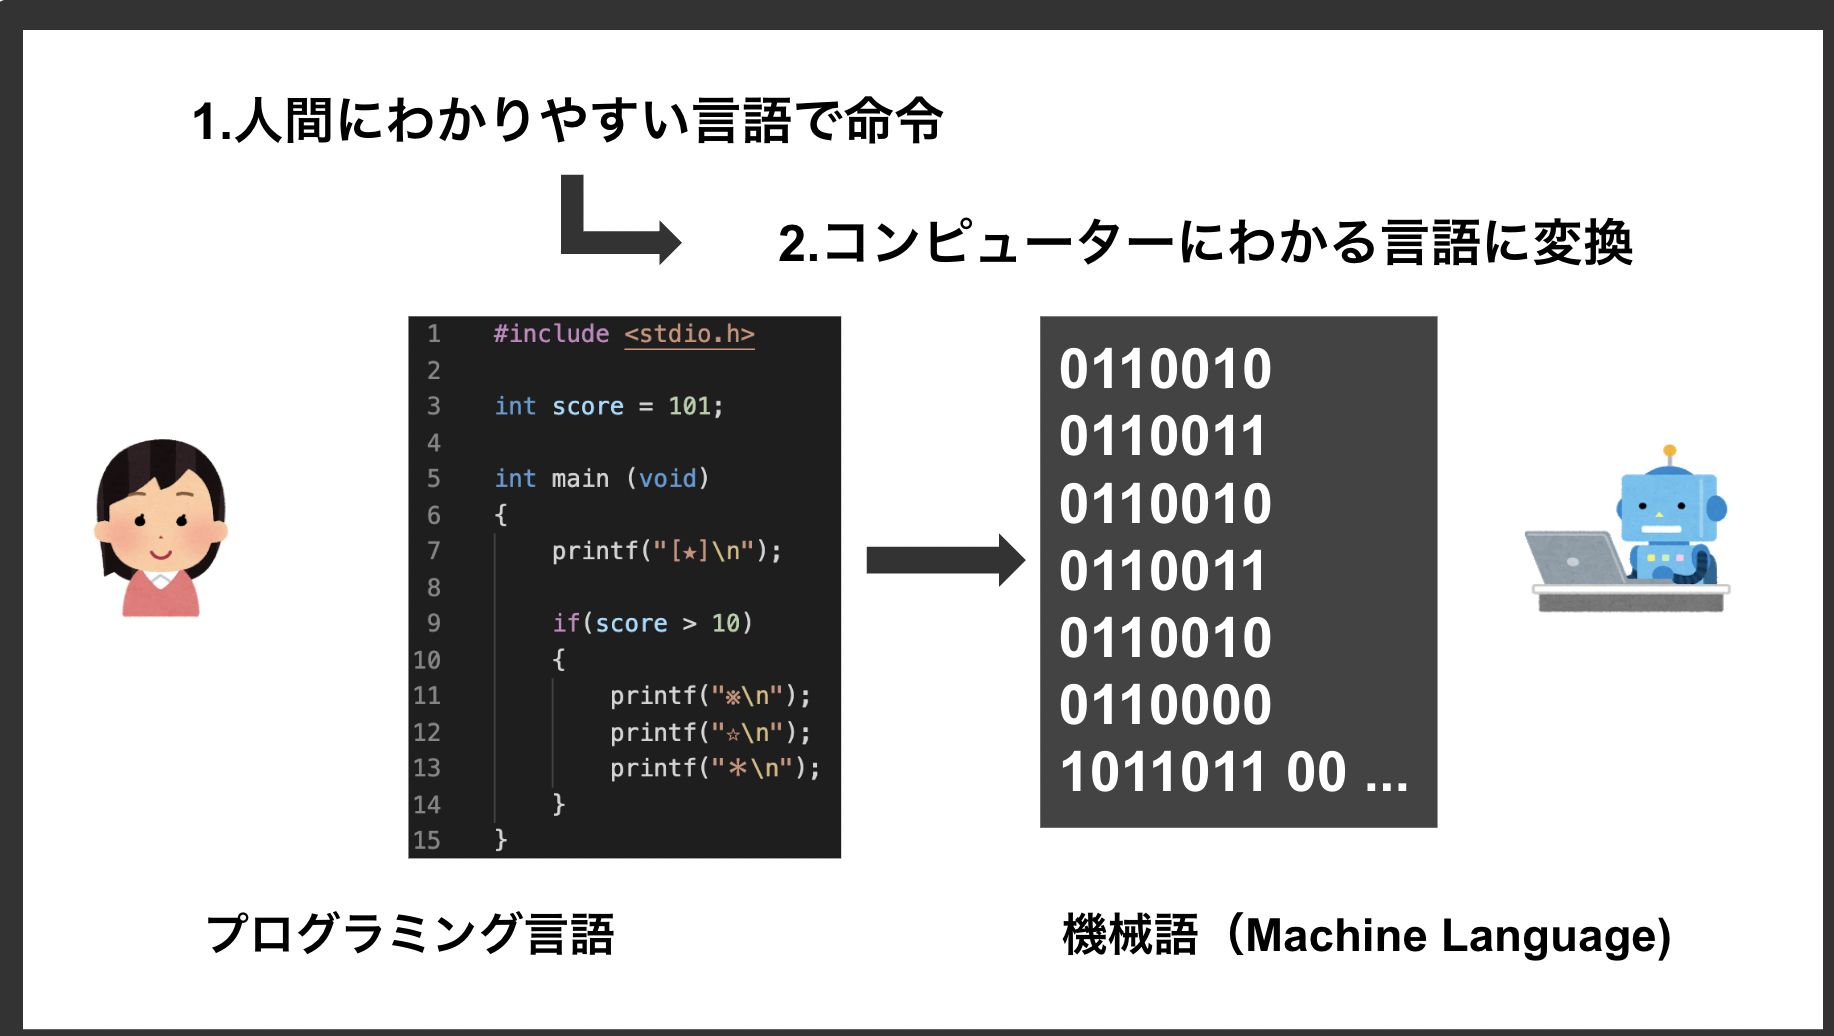 1.人間にわかりやすい言語で命令
2.コンピューターにわかる言語に変換
1 #include <stdio.h>
2
3 int score = 101;
4
5 int main (void)
6 {
7     printf("[★]\n");
8
9     if(score > 10)
10     {
11         printf("※\n");
12         printf("☆\n");
13         printf("＊\n");
14     }
15 }
0110010
0110011
0110010
0110011
0110010
0110000
1011011 00 ...
プログラミング言語
機械語（Machine Language)